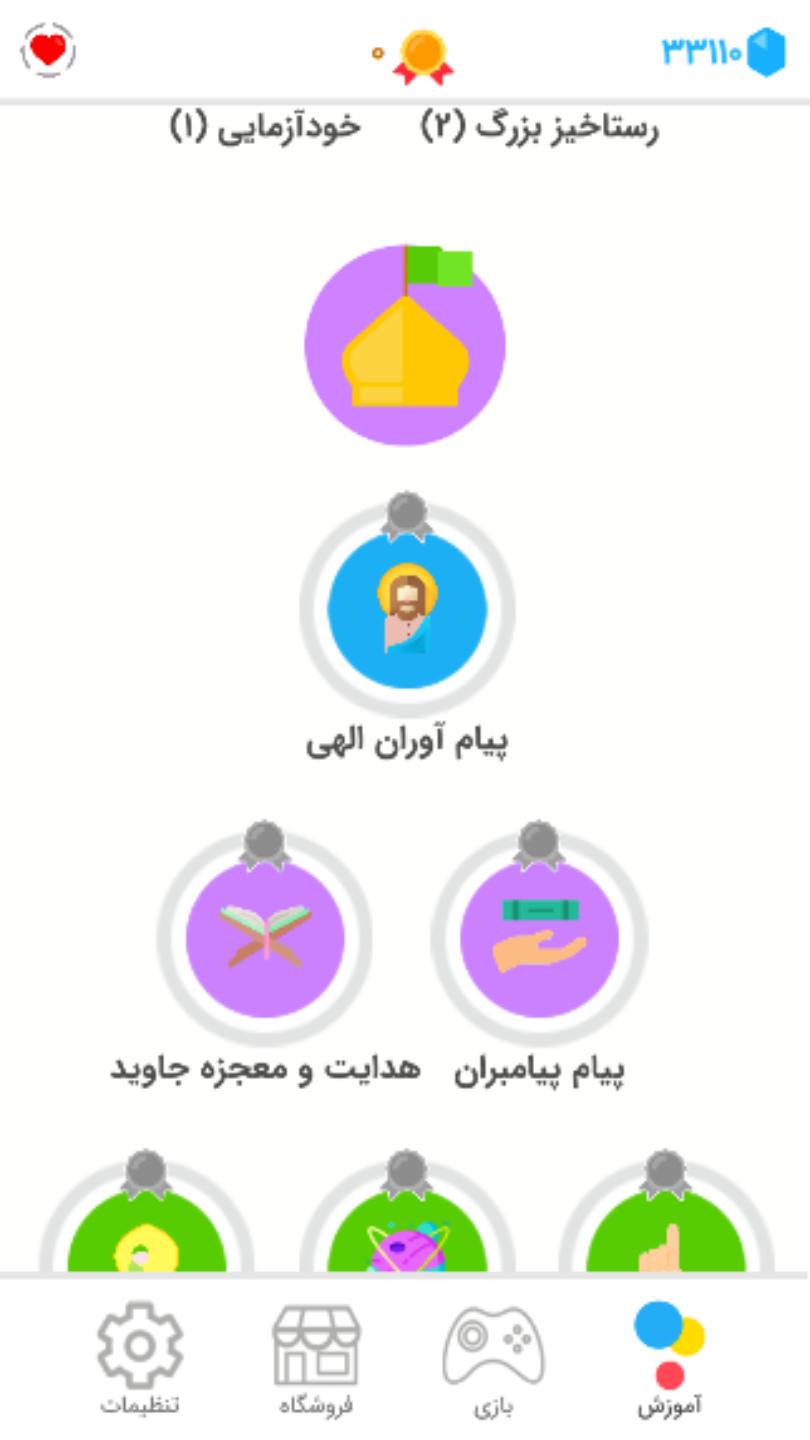 ۳۳۱۱۰ ۰
رستاخیز بزرگ (۲) خودآزمایی (۱)
پیام آوران الهی
پیام پیامبران هدایت و معجزه جاوید
آموزش بازی فروشگاه تنظیمات